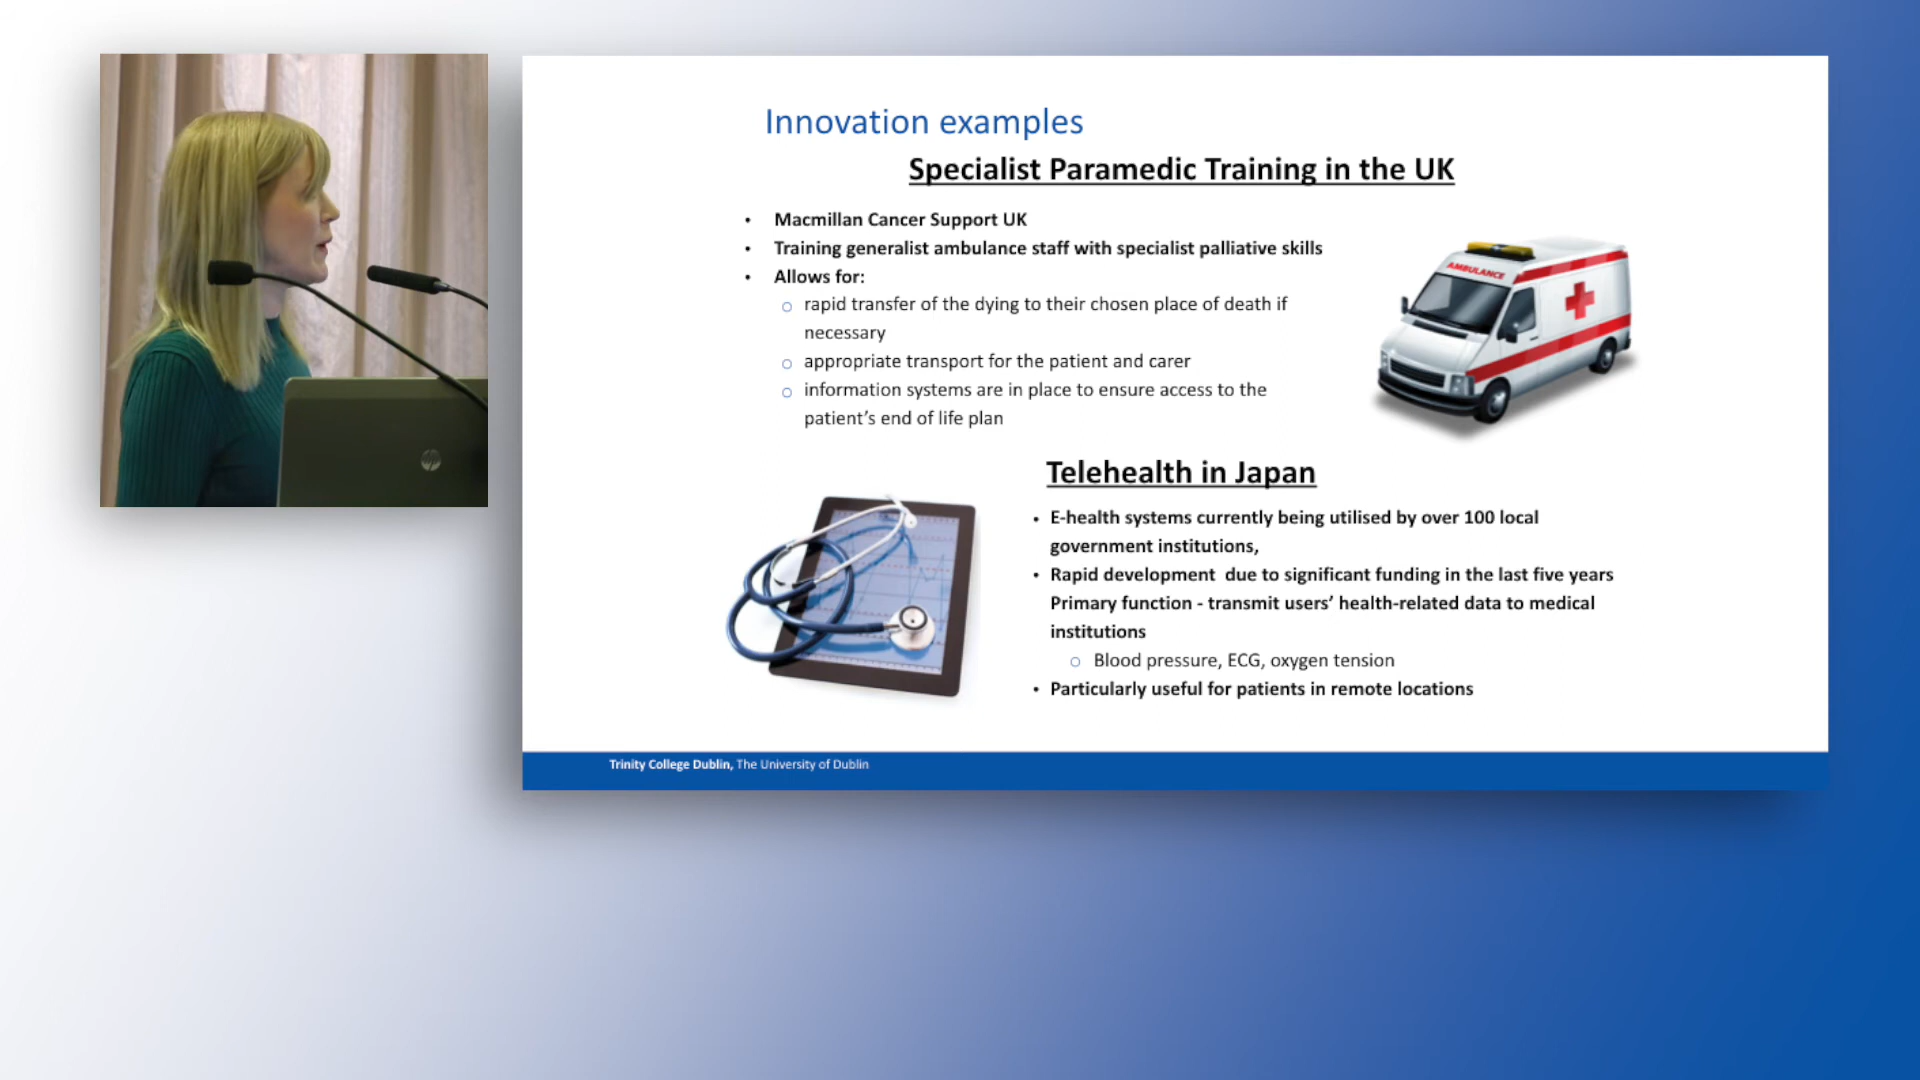 Innovation examples
Specialist Paramedic Training in the UK
• Macmillan Cancer Support UK
• Training generalist ambulance staff with specialist palliative skills
• Allows for:
o rapid transfer of the dying to their chosen place of death if
necessary
o appropriate transport for the patient and carer
o information systems are in place to ensure access to the
patient’s end of life plan
AMBULANCE
Telehealth in Japan
• E-health systems currently being utilised by over 100 local
government institutions,
• Rapid development  due to significant funding in the last five years
Primary function - transmit users’ health-related data to medical
institutions
o Blood pressure, ECG, oxygen tension
• Particularly useful for patients in remote locations
Trinity College Dublin, The University of Dublin
hp